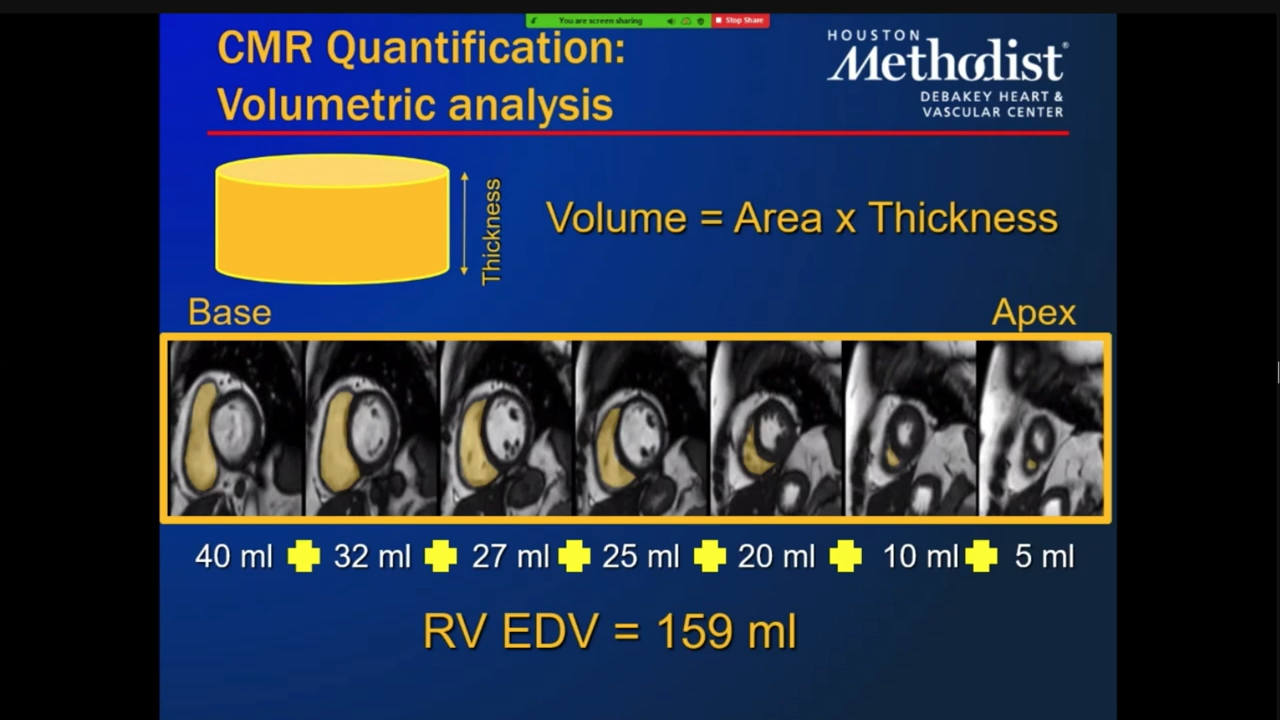 You are screen sharing
Stop Share
CMR Quantification:
Volumetric analysis
HOUSTON
Methodist®
DEBAKEY HEART &
VASCULAR CENTER
Thickness
Volume = Area x Thickness
Base
Apex
40 ml 32 ml 27 ml 25 ml 20 ml 10 ml 5 ml
RV EDV = 159 ml